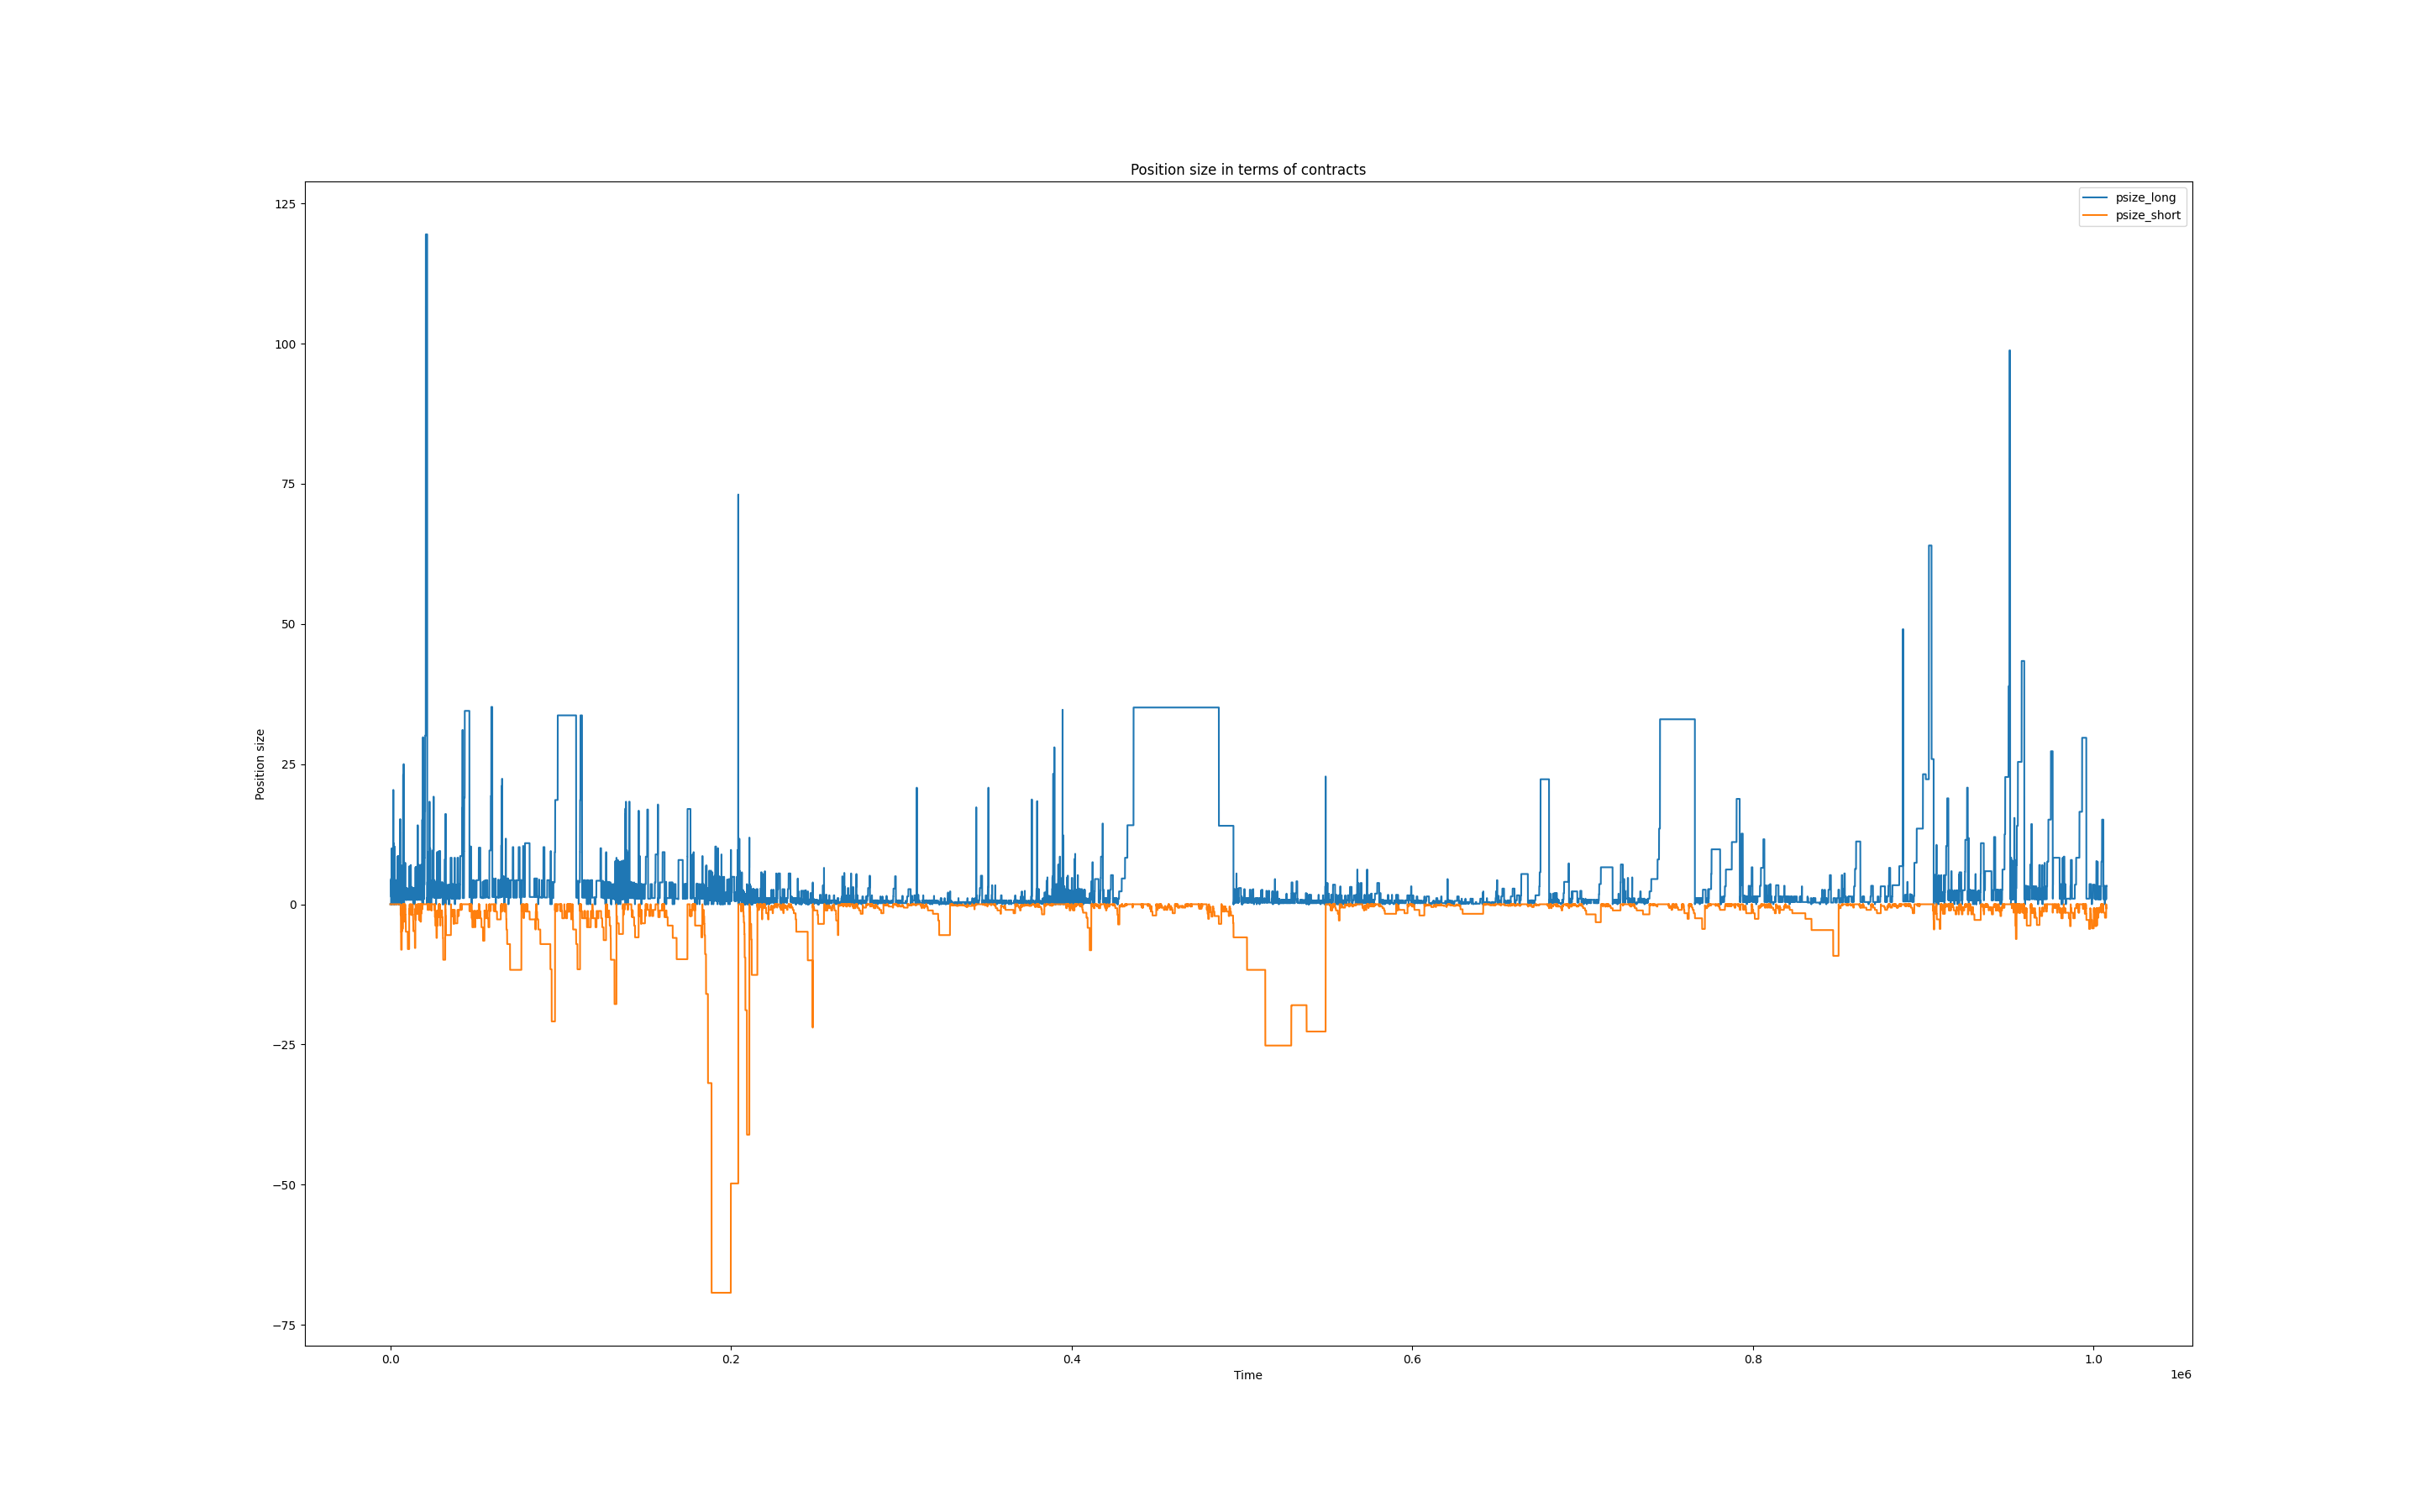 Position size in terms of contracts
psize_long
psize_short
125
100
75
50
25
0
−25
−50
−75
Position size
0.0
0.2
0.4
0.6
0.8
1.0
Time
1e6